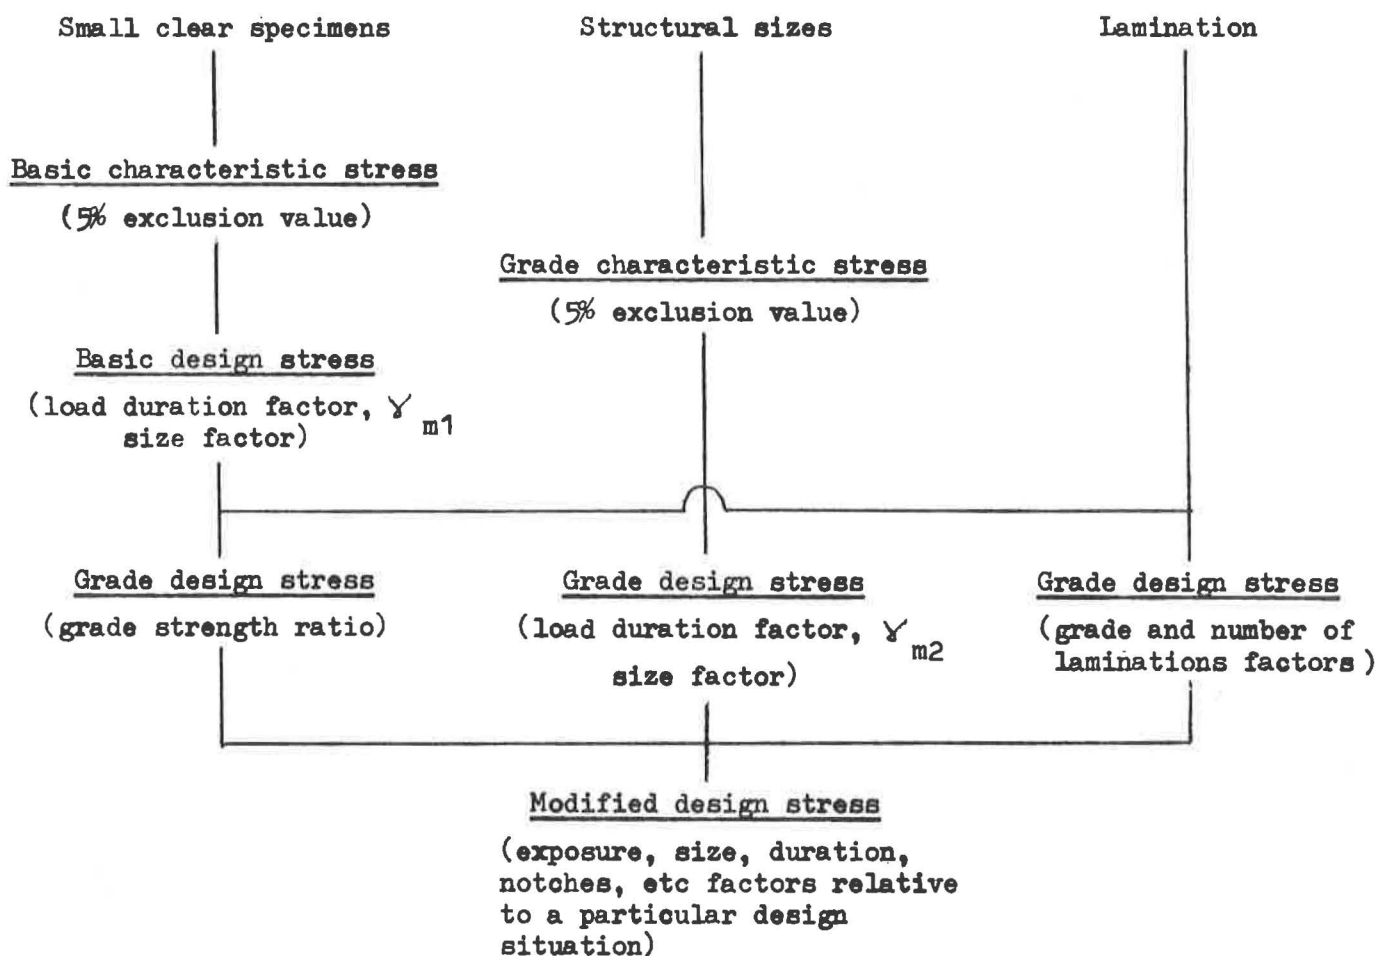 Small clear specimens
Structural sizes
Lamination
Basic characteristic stress
(5% exclusion value)
Grade characteristic stress
(5% exclusion value)
Basic design stress
(load duration factor, γ m1
size factor)
Grade design stress
(grade strength ratio)
Grade design stress
(load duration factor, γ m2
size factor)
Grade design stress
(grade and number of
laminations factors)
Modified design stress
(exposure, size, duration,
notches, etc factors relative
to a particular design
situation)